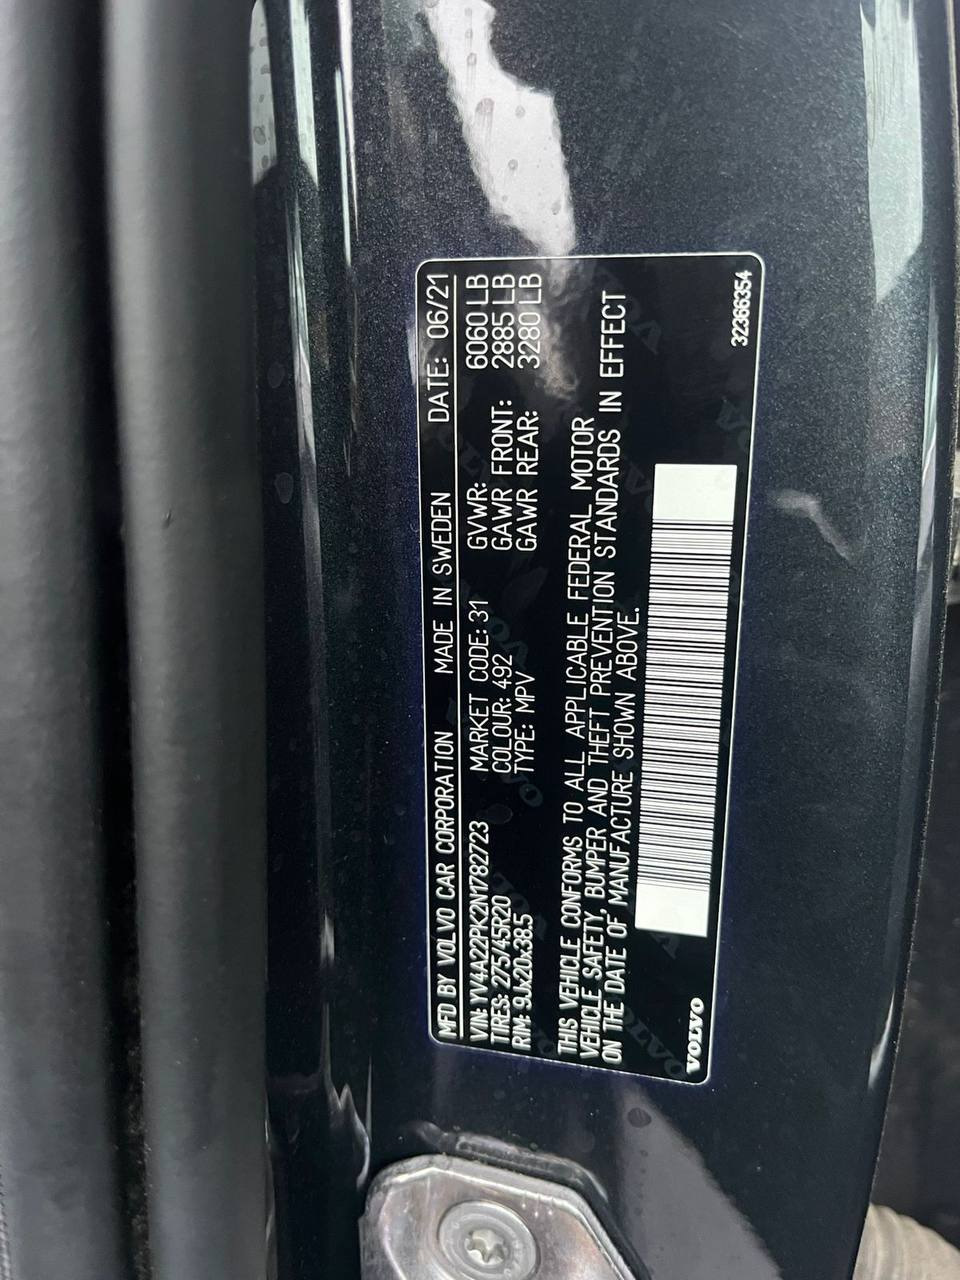 MFD BY VOLVO CAR CORPORATION MADE IN SWEDEN DATE: 06/21
VIN: YV4A22PK2N1782723 MARKET CODE: 31 GVWR: 6060 LB
TIRES: 275/45R20 COLOUR: 492 GAWR FRONT: 2885 LB
RIM: 9Jx20x38.5 TYPE: MPV GAWR REAR: 3280 LB
THIS VEHICLE CONFORMS TO ALL APPLICABLE FEDERAL MOTOR
VEHICLE SAFETY, BUMPER AND THEFT PREVENTION STANDARDS IN EFFECT
ON THE DATE OF MANUFACTURE SHOWN ABOVE.
VOLVO 32366354